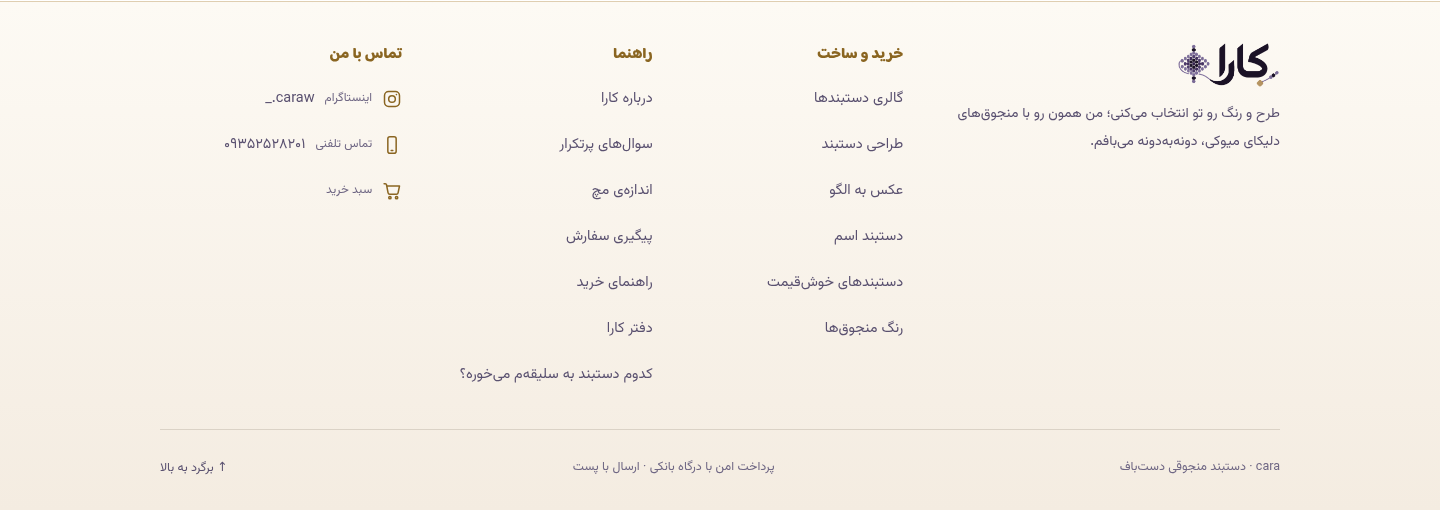 کارا
طرح و رنگ رو تو انتخاب می‌کنی؛ من همون رو با منجوق‌های
دلیکای میوکی، دونه‌به‌دونه می‌بافم.
خرید و ساخت
گالری دستبندها
طراحی دستبند
عکس به الگو
دستبند اسم
دستبندهای خوش‌قیمت
رنگ منجوق‌ها
راهنما
درباره کارا
سوال‌های پرتکرار
اندازه‌ی مچ
پیگیری سفارش
راهنمای خرید
دفتر کارا
کدوم دستبند به سلیقه‌م می‌خوره؟
تماس با من
اینستاگرام _.caraw
تماس تلفنی ۰۹۳۵۲۵۲۸۲۰۱
سبد خرید
cara · دستبند منجوقی دست‌باف
پرداخت امن با درگاه بانکی · ارسال با پست
↑ برگرد به بالا